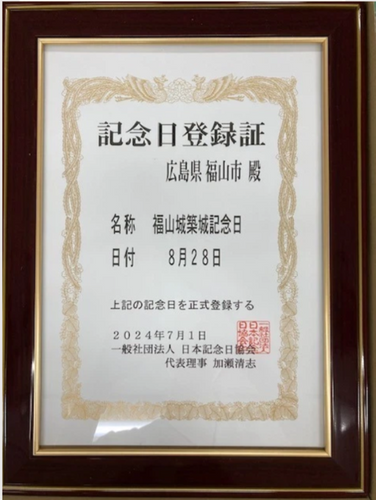 記念日登録証
広島県 福山市 殿
名称 福山城築城記念日
日付 8月28日
上記の記念日を正式登録する
2024年7月1日
一般社団法人 日本記念日協会
代表理事 加瀬清志